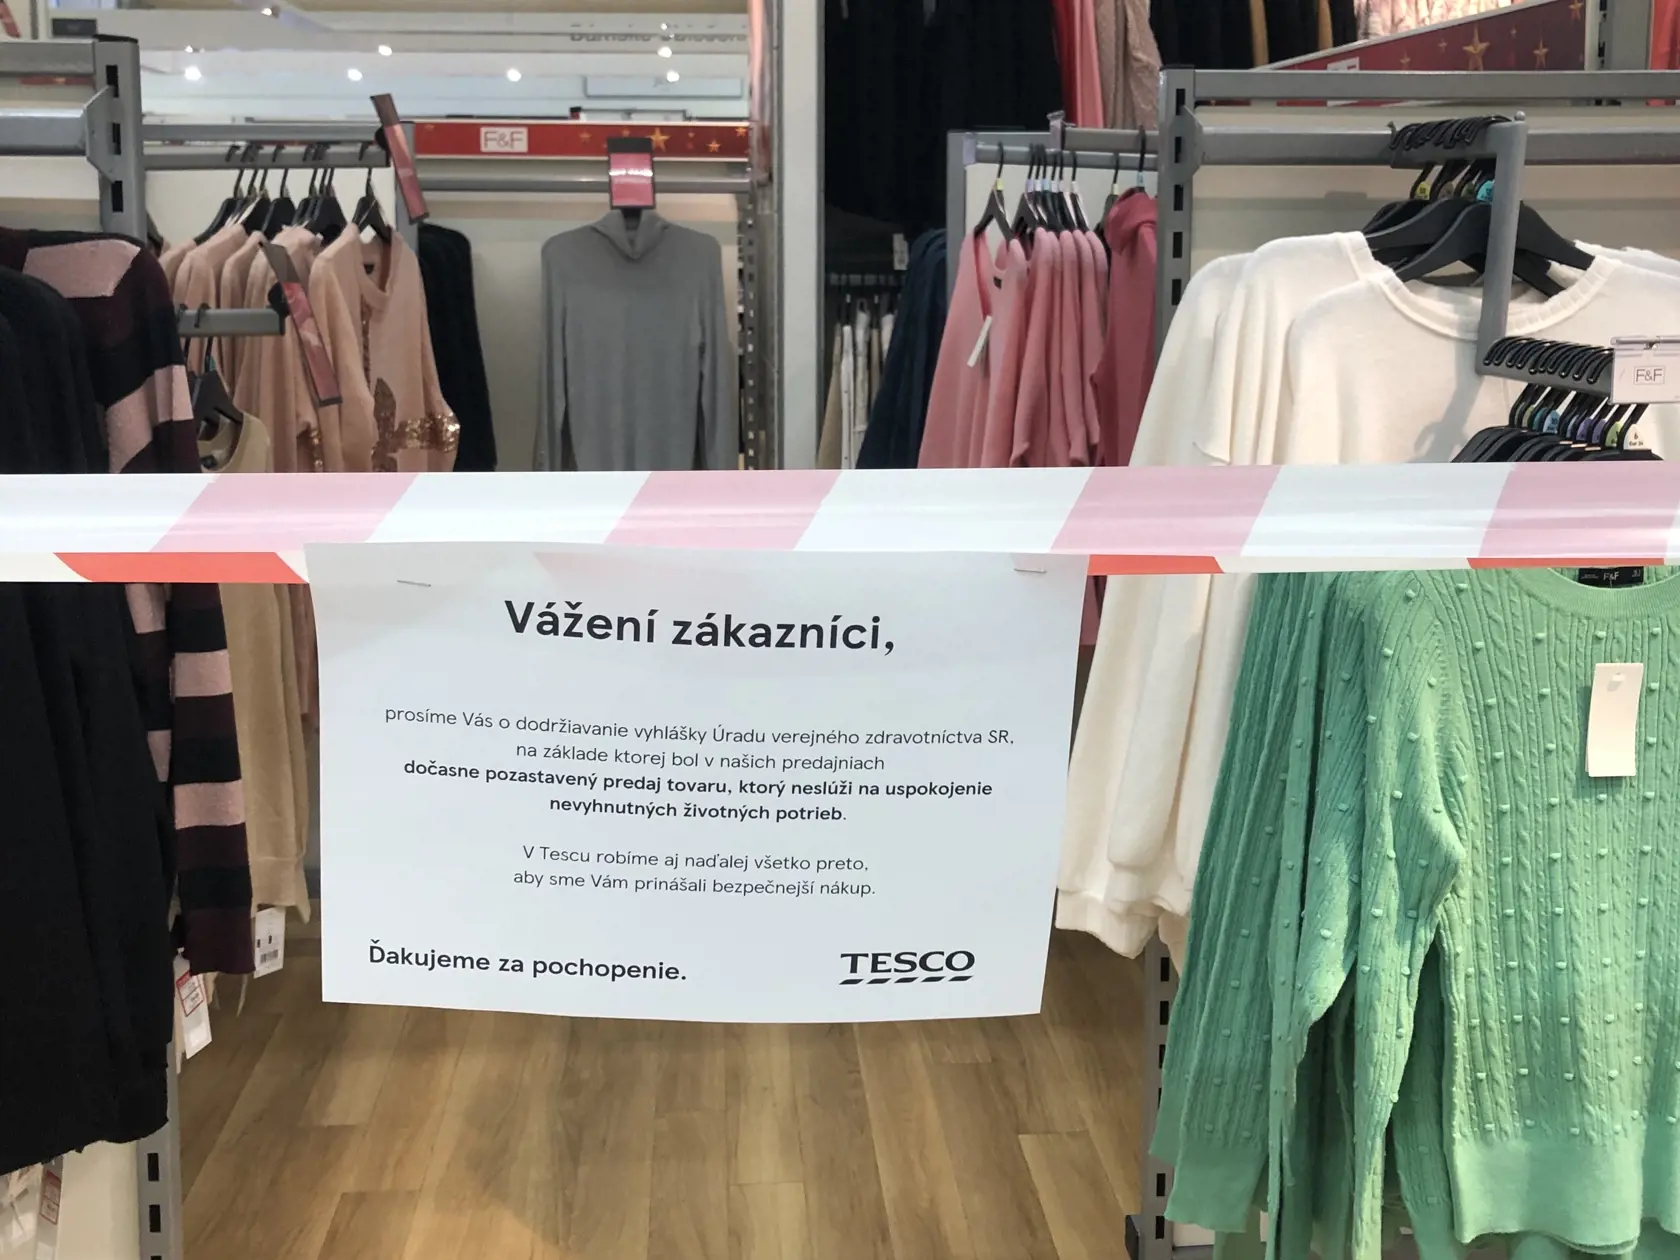 F&F
F&F
F&F
Vážení zákazníci,
prosíme Vás o dodržiavanie vyhlášky Úradu verejného zdravotníctva SR,
na základe ktorej bol v našich predajniach
dočasne pozastavený predaj tovaru, ktorý neslúži na uspokojenie
nevyhnutných životných potrieb.
V Tescu robíme aj naďalej všetko preto,
aby sme Vám prinášali bezpečnejší nákup.
Ďakujeme za pochopenie.
TESCO